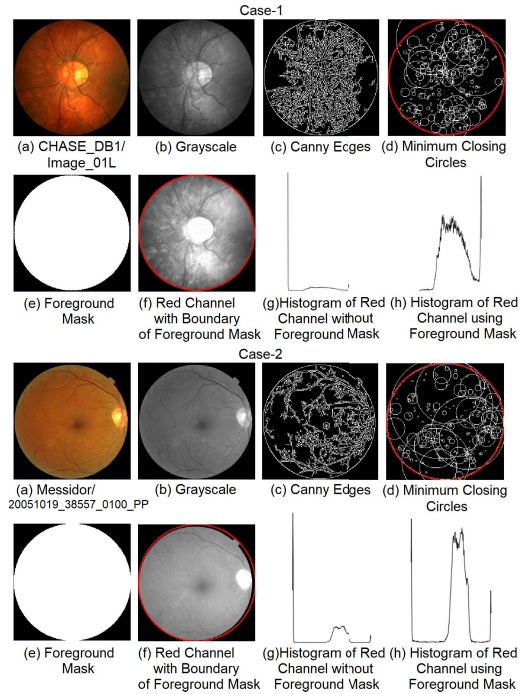 Case-1
(a) CHASE_DB1/
Image_01L
(b) Grayscale
(c) Canny Edges
(d) Minimum Closing
Circles
(e) Foreground
Mask
(f) Red Channel
with Boundary
of Foreground Mask
(g)Histogram of Red
Channel without
Foreground Mask
(h) Histogram of Red
Channel using
Foreground Mask
Case-2
(a) Messidor/
20051019_38557_0100_PP
(b) Grayscale
(c) Canny Edges
(d) Minimum Closing
Circles
(e) Foreground
Mask
(f) Red Channel
with Boundary
of Foreground Mask
(g)Histogram of Red
Channel without
Foreground Mask
(h) Histogram of Red
Channel using
Foreground Mask